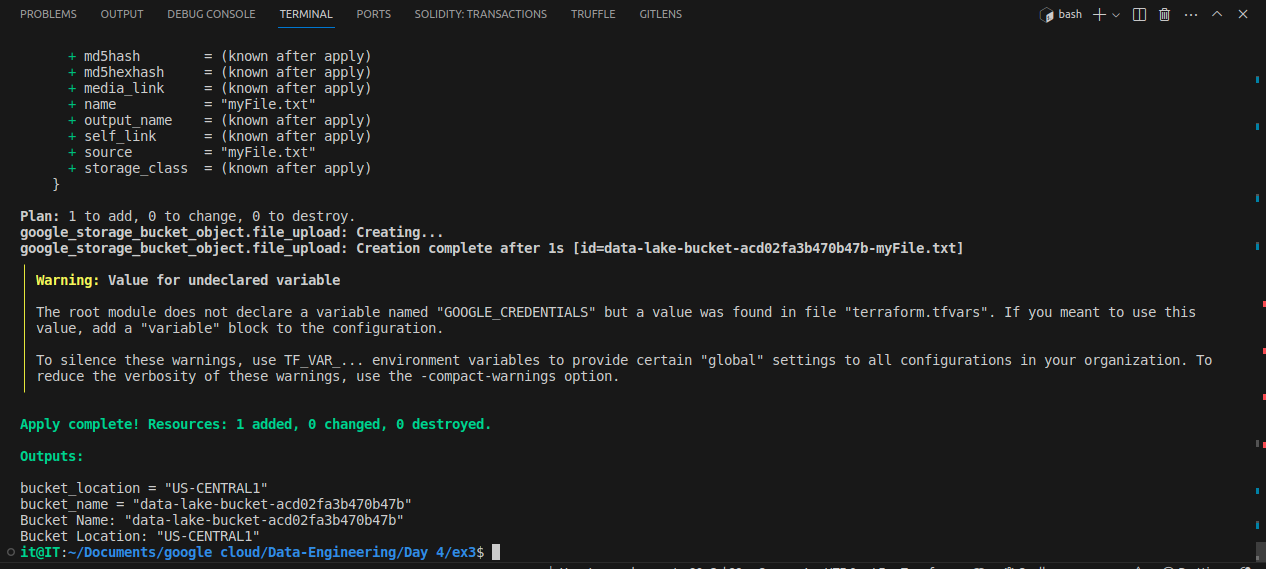 PROBLEMS OUTPUT DEBUG CONSOLE TERMINAL PORTS SOLIDITY: TRANSACTIONS TRUFFLE GITLENS bash
+ md5hash = (known after apply)
+ md5hexhash = (known after apply)
+ media_link = (known after apply)
+ name = "myFile.txt"
+ output_name = (known after apply)
+ self_link = (known after apply)
+ source = "myFile.txt"
+ storage_class = (known after apply)
}
Plan: 1 to add, 0 to change, 0 to destroy.
google_storage_bucket_object.file_upload: Creating...
google_storage_bucket_object.file_upload: Creation complete after 1s [id=data-lake-bucket-acd02fa3b470b47b-myFile.txt]
Warning: Value for undeclared variable
The root module does not declare a variable named "GOOGLE_CREDENTIALS" but a value was found in file "terraform.tfvars". If you meant to use this
value, add a "variable" block to the configuration.
To silence these warnings, use TF_VAR_... environment variables to provide certain "global" settings to all configurations in your organization. To
reduce the verbosity of these warnings, use the -compact-warnings option.
Apply complete! Resources: 1 added, 0 changed, 0 destroyed.
Outputs:
bucket_location = "US-CENTRAL1"
bucket_name = "data-lake-bucket-acd02fa3b470b47b"
Bucket Name: "data-lake-bucket-acd02fa3b470b47b"
Bucket Location: "US-CENTRAL1"
it@IT:~/Documents/google cloud/Data-Engineering/Day 4/ex3$